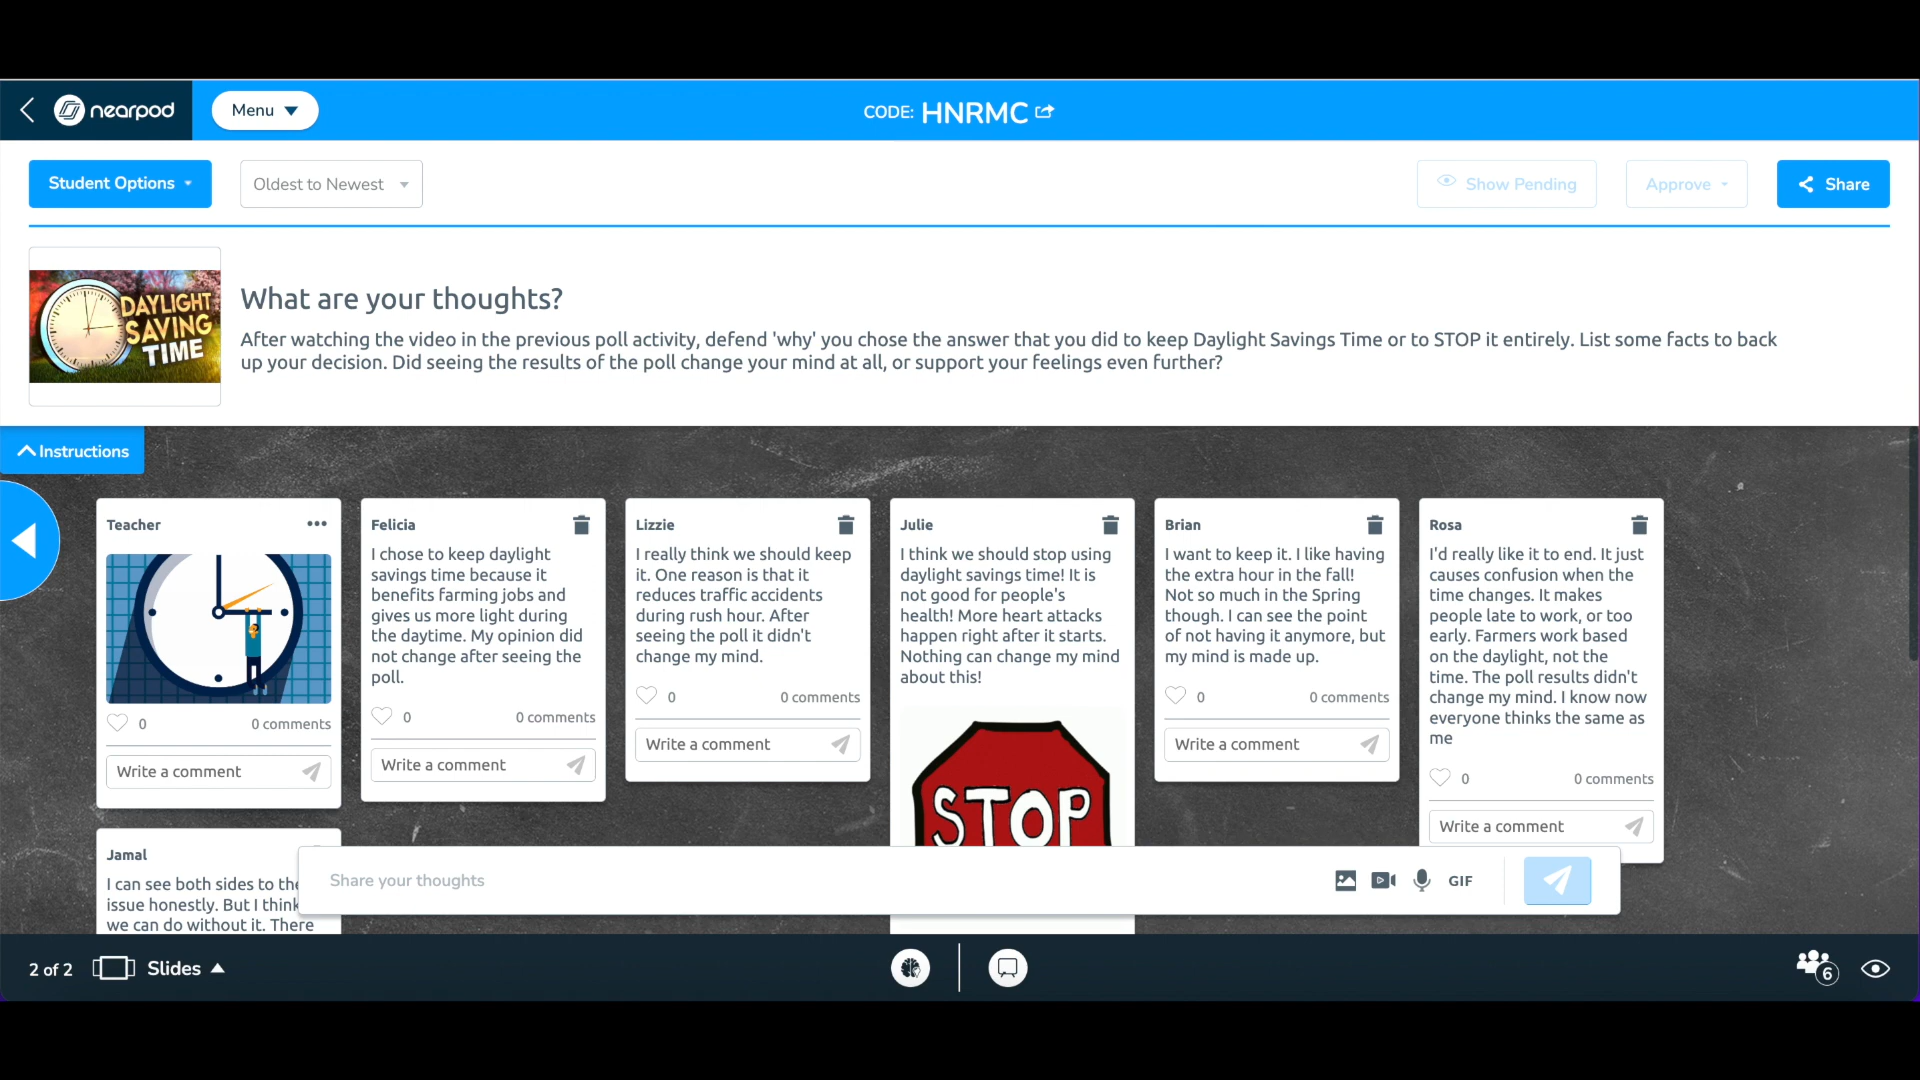 nearpod
Menu
CODE: HNRMC
Student Options
Oldest to Newest
Show Pending
Approve
Share
DAYLIGHT
SAVING
TIME
What are your thoughts?
After watching the video in the previous poll activity, defend 'why' you chose the answer that you did to keep Daylight Savings Time or to STOP it entirely. List some facts to back
up your decision. Did seeing the results of the poll change your mind at all, or support your feelings even further?
Instructions
Teacher
0
0 comments
Write a comment
Felicia
I chose to keep daylight
savings time because it
benefits farming jobs and
gives us more light during
the daytime. My opinion did
not change after seeing the
poll.
0
0 comments
Write a comment
Lizzie
I really think we should keep
it. One reason is that it
reduces traffic accidents
during rush hour. After
seeing the poll it didn't
change my mind.
0
0 comments
Write a comment
Julie
I think we should stop using
daylight savings time! It is
not good for people's
health! More heart attacks
happen right after it starts.
Nothing can change my mind
about this!
STOP
Brian
I want to keep it. I like having
the extra hour in the fall!
Not so much in the Spring
though. I can see the point
of not having it anymore, but
my mind is made up.
0
0 comments
Write a comment
Rosa
I'd really like it to end. It just
causes confusion when the
time changes. It makes
people late to work, or too
early. Farmers work based
on the daylight, not the
time. The poll results didn't
change my mind. I know now
everyone thinks the same as
me
0
0 comments
Write a comment
Jamal
I can see both sides to the
issue honestly. But I think
we can do without it. There
Share your thoughts
GIF
2 of 2
Slides
6